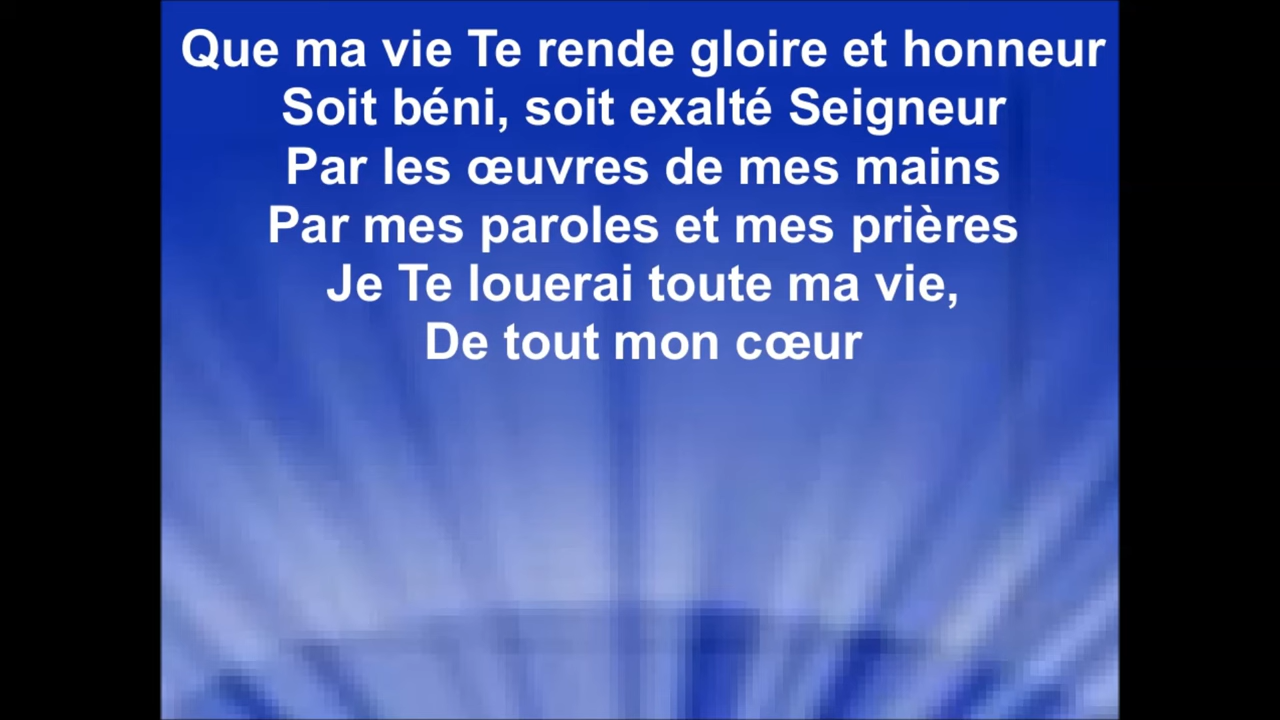 Que ma vie Te rende gloire et honneur
Soit béni, soit exalté Seigneur
Par les œuvres de mes mains
Par mes paroles et mes prières
Je Te louerai toute ma vie,
De tout mon cœur